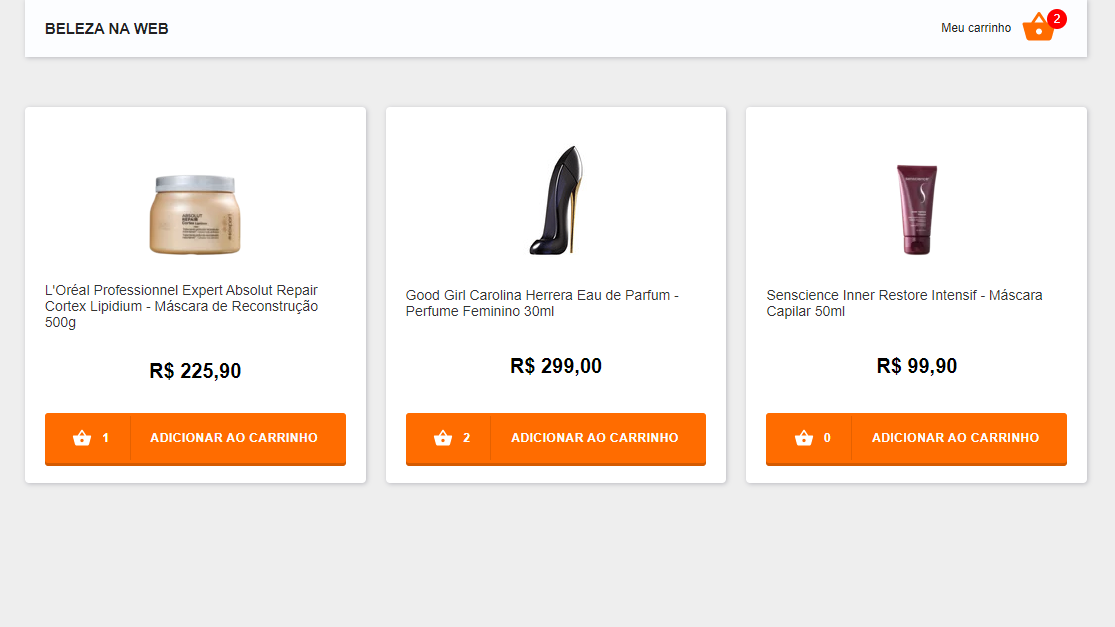 BELEZA NA WEB
Meu carrinho
2
ABSOLUT
REPAIR
L'Oréal Professionnel Expert Absolut Repair
Cortex Lipidium - Máscara de Reconstrução
500g
R$ 225,90
1 ADICIONAR AO CARRINHO
Good Girl Carolina Herrera Eau de Parfum -
Perfume Feminino 30ml
R$ 299,00
2 ADICIONAR AO CARRINHO
Senscience Inner Restore Intensif - Máscara
Capilar 50ml
R$ 99,90
0 ADICIONAR AO CARRINHO